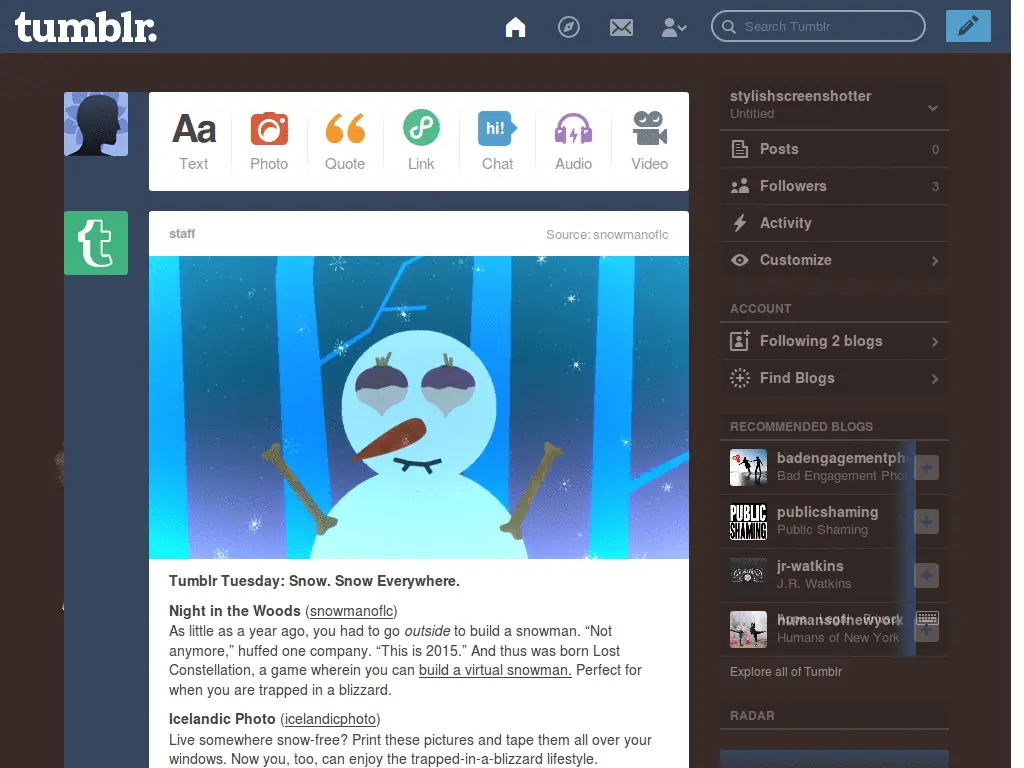 tumblr.
Search Tumblr
Aa
hi!
Text
Photo
Quote
Link
Chat
Audio
Video
staff
Source: snowmanoflc
Tumblr Tuesday: Snow. Snow Everywhere.
Night in the Woods (snowmanoflc)
As little as a year ago, you had to go outside to build a snowman. “Not
anymore,” huffed one company. “This is 2015.” And thus was born Lost
Constellation, a game wherein you can build a virtual snowman. Perfect for
when you are trapped in a blizzard.
Icelandic Photo (icelandicphoto)
Live somewhere snow-free? Print these pictures and tape them all over your
windows. Now you, too, can enjoy the trapped-in-a-blizzard lifestyle.
stylishscreenshotter
Untitled
Posts 0
Followers 3
Activity
Customize
ACCOUNT
Following 2 blogs
Find Blogs
RECOMMENDED BLOGS
badengagementph
Bad Engagement Pho
PUBLIC
SHAMING
publicshaming
Public Shaming
jr-watkins
J.R. Watkins
humansofnewyork
Apps Legal Privacy
Humans of New York
Explore all of Tumblr
RADAR